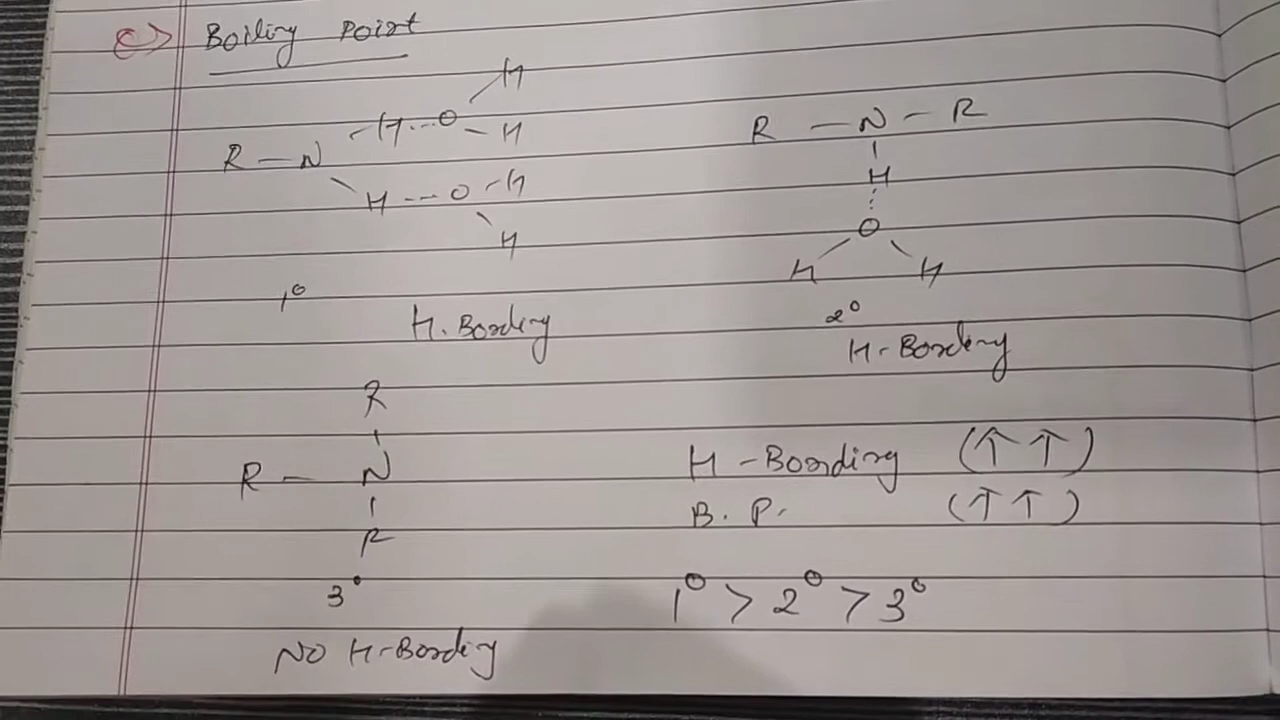 C> Boiling Point
H
R - N - H ... O - H
H --- O - H
H
1°
H. Bonding
R - N - R
H
O
H H
2°
H-Bonding
R
R - N
R
3°
NO H-Bonding
H-Bonding (↑↑)
B. P. (↑↑)
1° > 2° > 3°